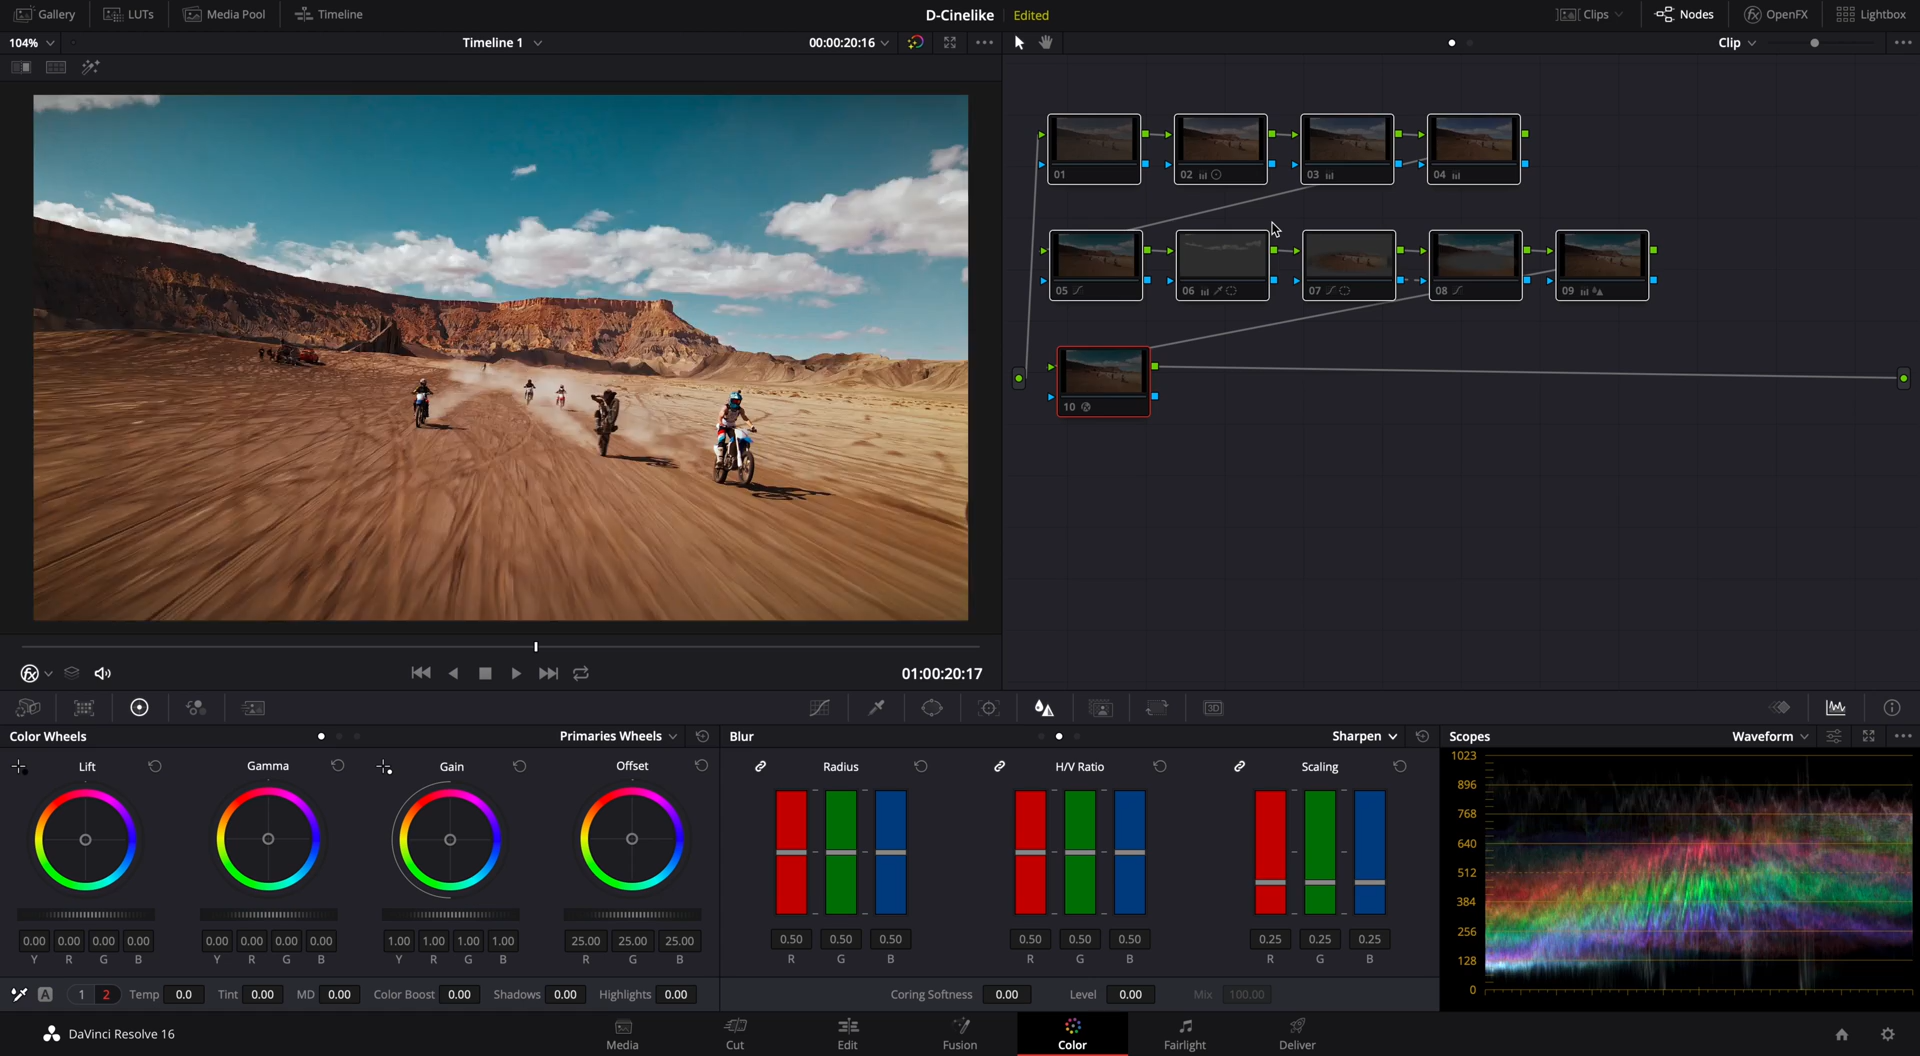 Gallery LUTs Media Pool Timeline D-Cinelike Edited Clips Nodes OpenFX Lightbox
104% Timeline 1 00:00:20:16 Clip
01 02 03 04
05 06 07 08 09
10
01:00:20:17
Color Wheels Primaries Wheels Blur Sharpen Scopes Waveform
Lift Gamma Gain Offset Radius H/V Ratio Scaling
1023
896
768
640
512
384
256
128
0
0.00 0.00 0.00 0.00 0.00 0.00 0.00 0.00 1.00 1.00 1.00 1.00 25.00 25.00 25.00 0.50 0.50 0.50 0.50 0.50 0.50 0.25 0.25 0.25
Y R G B Y R G B Y R G B R G B R G B R G B R G B
A 1 2 Temp 0.0 Tint 0.00 MD 0.00 Color Boost 0.00 Shadows 0.00 Highlights 0.00 Coring Softness 0.00 Level 0.00 Mix 100.00
DaVinci Resolve 16 Media Cut Edit Fusion Color Fairlight Deliver